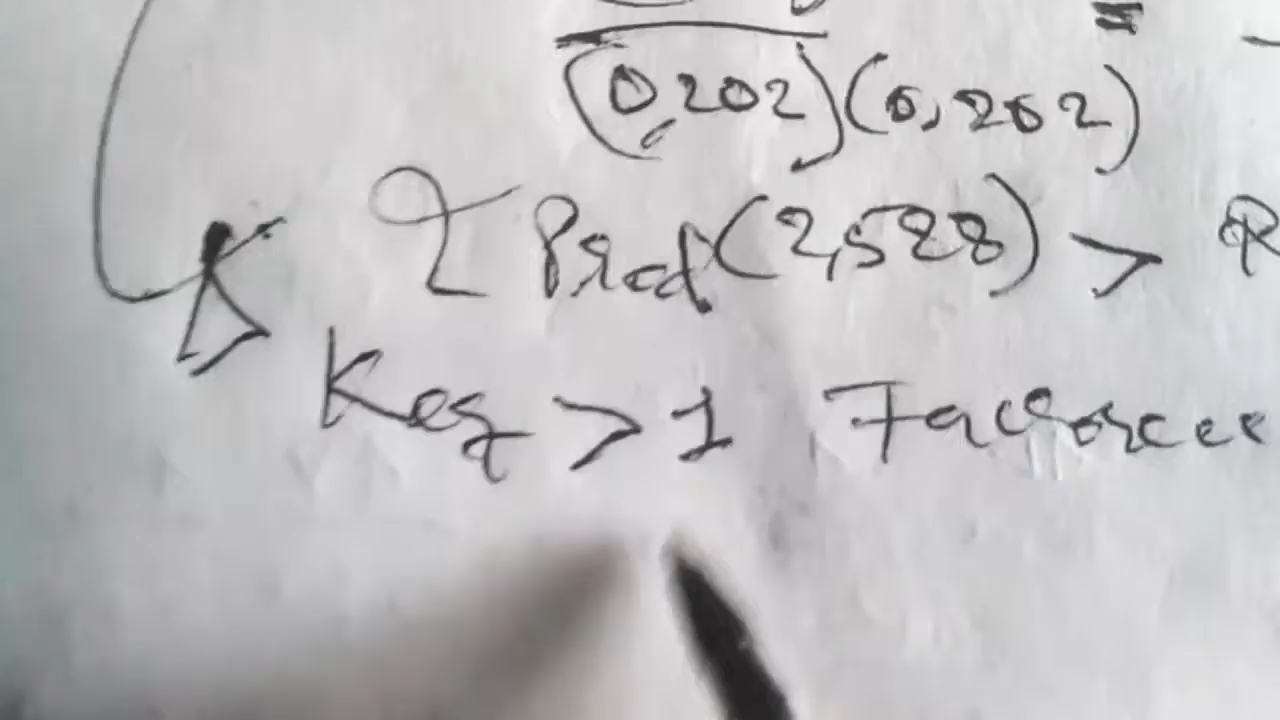 (0,202)(0,202)
Prod(2,528) > R
Keq > 1 Favorece